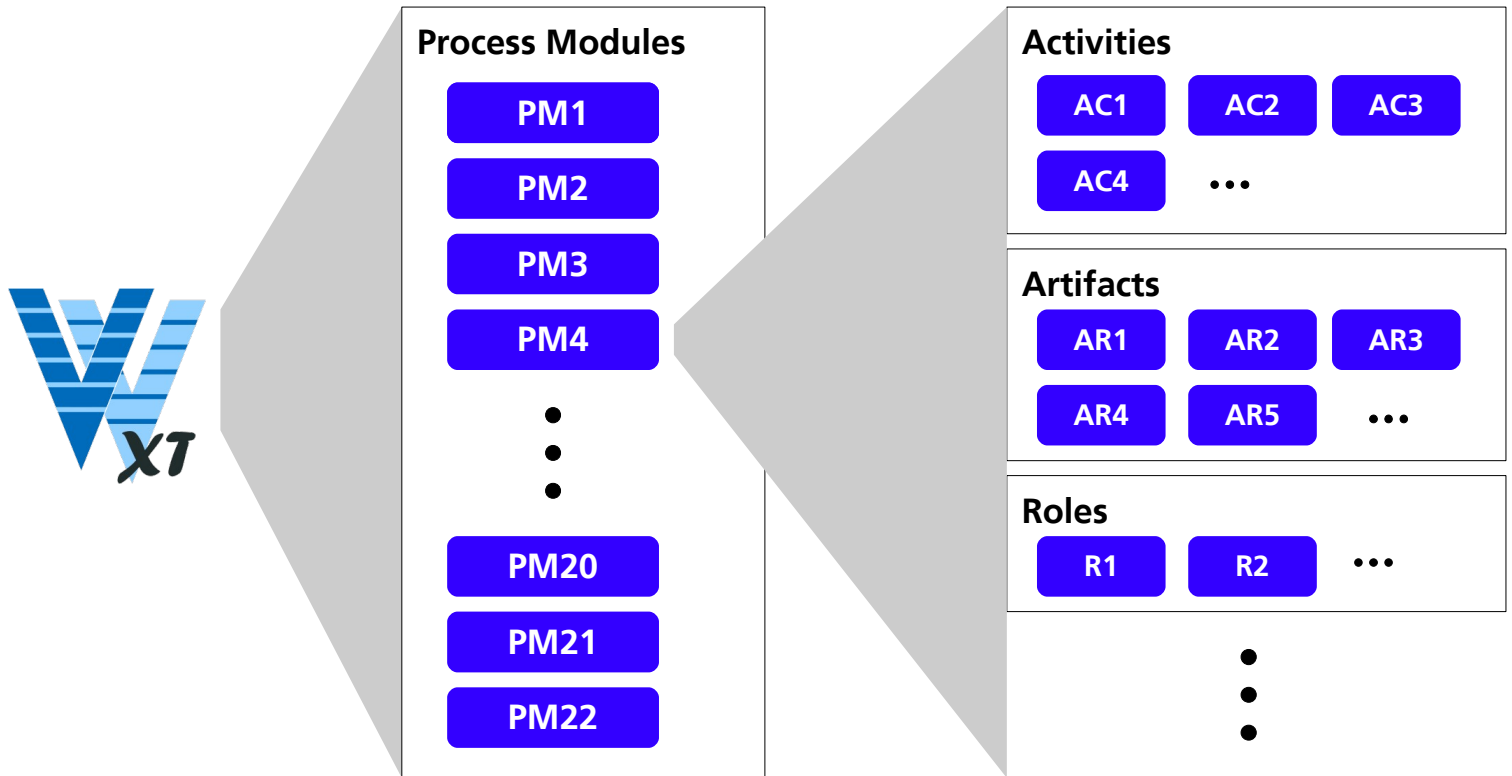 Process Modules
PM1
PM2
PM3
PM4
PM20
PM21
PM22
XT
Activities
AC1 AC2 AC3
AC4 ...
Artifacts
AR1 AR2 AR3
AR4 AR5 ...
Roles
R1 R2 ...